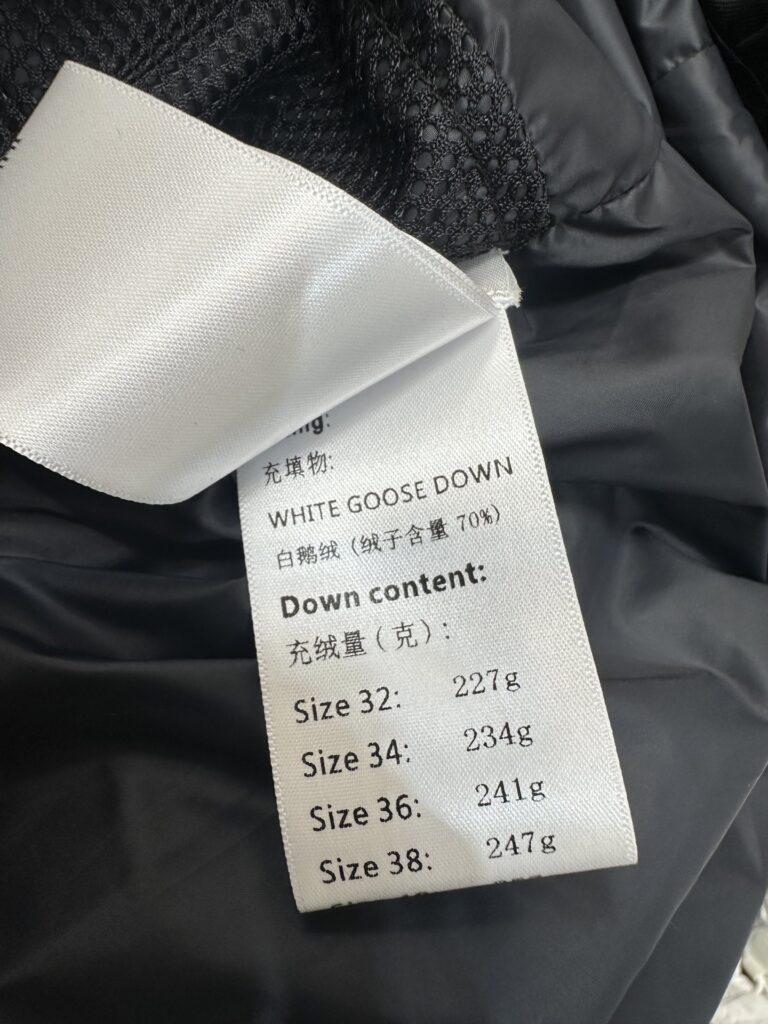 充填物:
WHITE GOOSE DOWN
白鹅绒 (绒子含量 70%)
Down content:
充绒量(克):
Size 32: 227g
Size 34: 234g
Size 36: 241g
Size 38: 247g